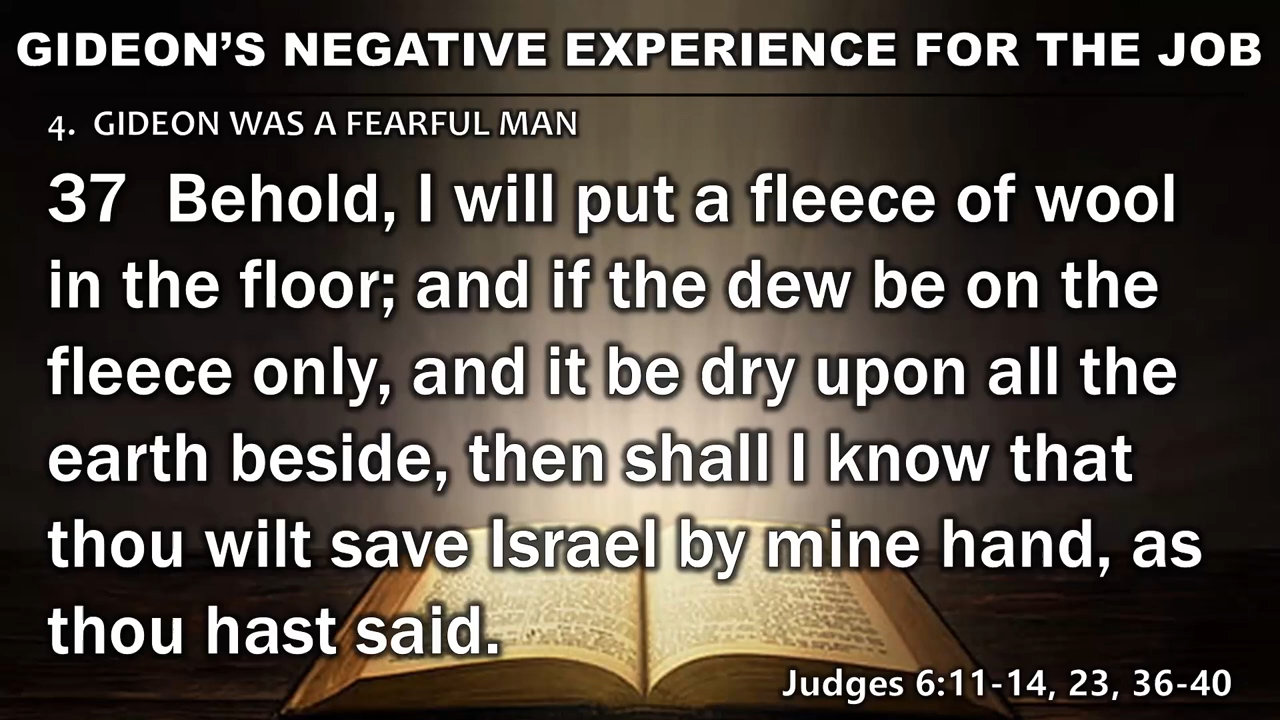 GIDEON’S NEGATIVE EXPERIENCE FOR THE JOB
4. GIDEON WAS A FEARFUL MAN
37 Behold, I will put a fleece of wool
in the floor; and if the dew be on the
fleece only, and it be dry upon all the
earth beside, then shall I know that
thou wilt save Israel by mine hand, as
thou hast said.
Judges 6:11-14, 23, 36-40